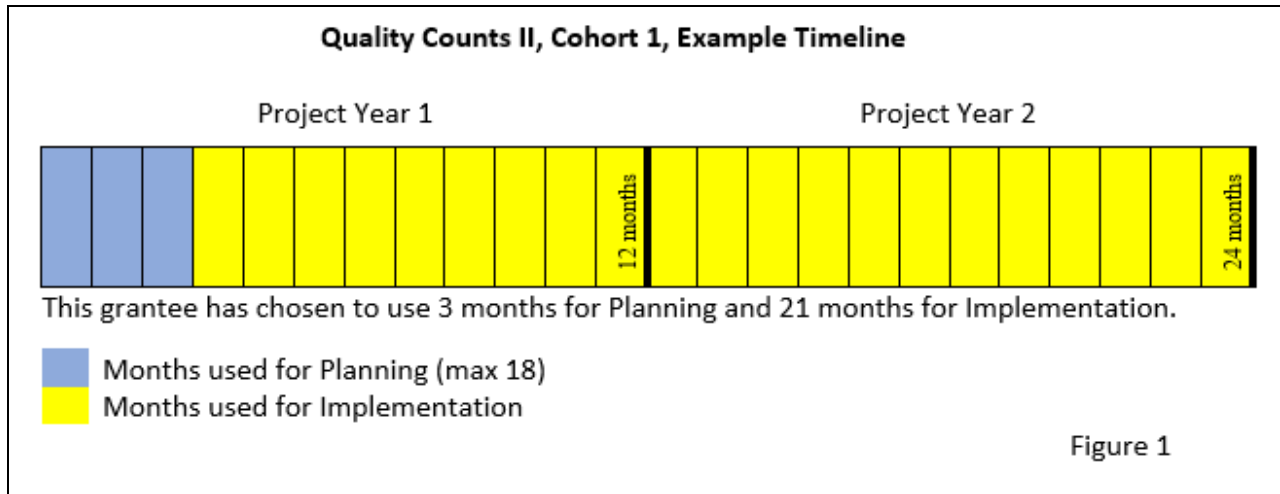 Quality Counts II, Cohort 1, Example Timeline
Project Year 1
Project Year 2
12 months
24 months
This grantee has chosen to use 3 months for Planning and 21 months for Implementation.
Months used for Planning (max 18)
Months used for Implementation
Figure 1